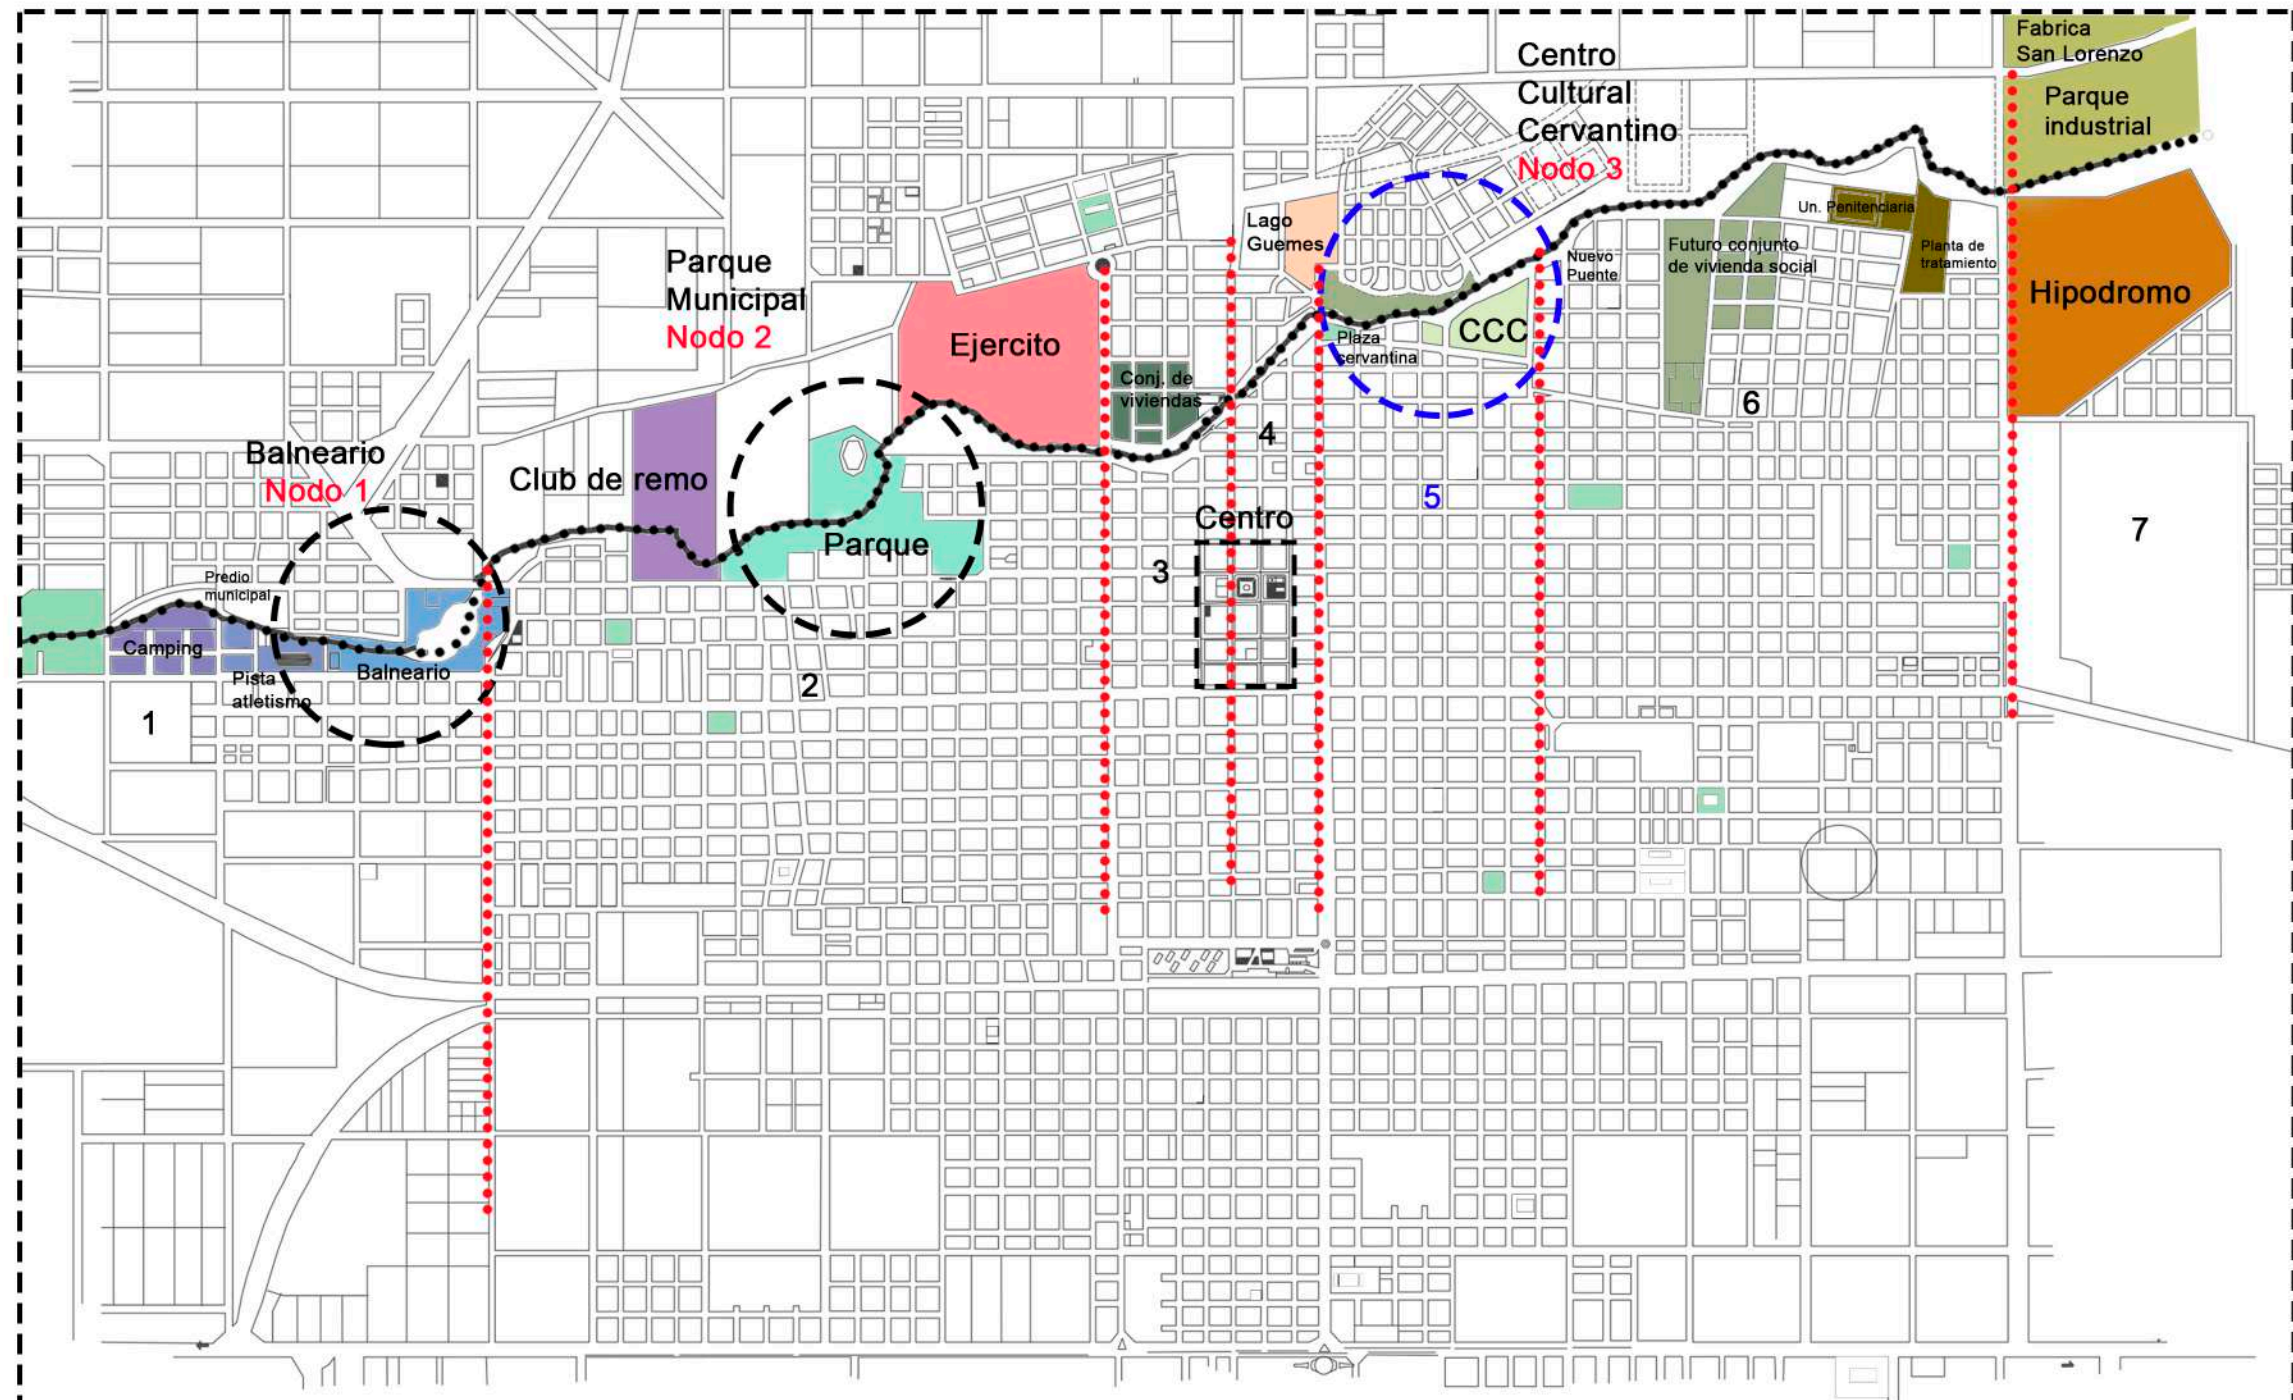 Fabrica
San Lorenzo
Parque
industrial
Centro
Cultural
Cervantino
Nodo 3
Lago
Guemes
Un. Penitenciaria
Planta de
tratamiento
Futuro conjunto
de vivienda social
Nuevo
Puente
Hipodromo
Parque
Municipal
Nodo 2
Ejercito
Plaza
cervantina
CCC
Conj. de
viviendas
6
4
Balneario
Nodo 1
Club de remo
5
Centro
7
Parque
3
Predio
municipal
Camping
Balneario
Pista
atletismo
2
1